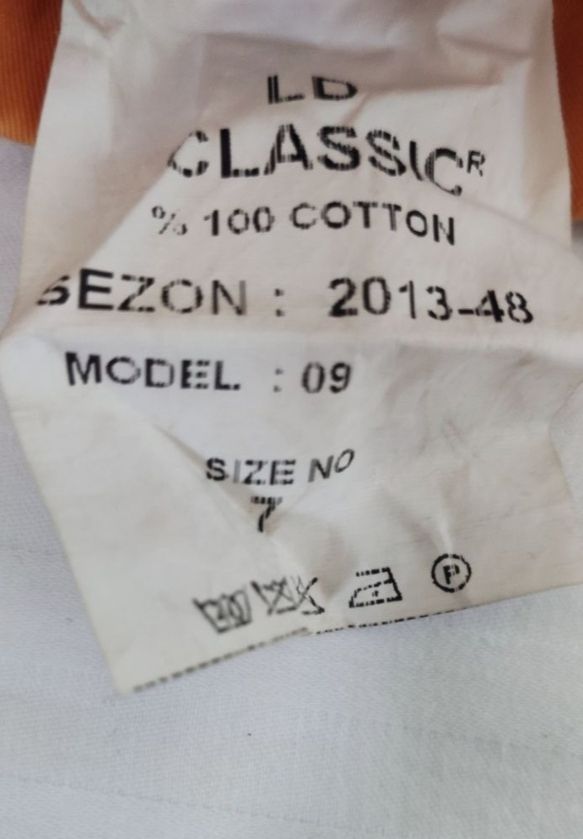 LD
CLASSIC®
% 100 COTTON
SEZON : 2013-48
MODEL : 09
SIZE NO
7
P